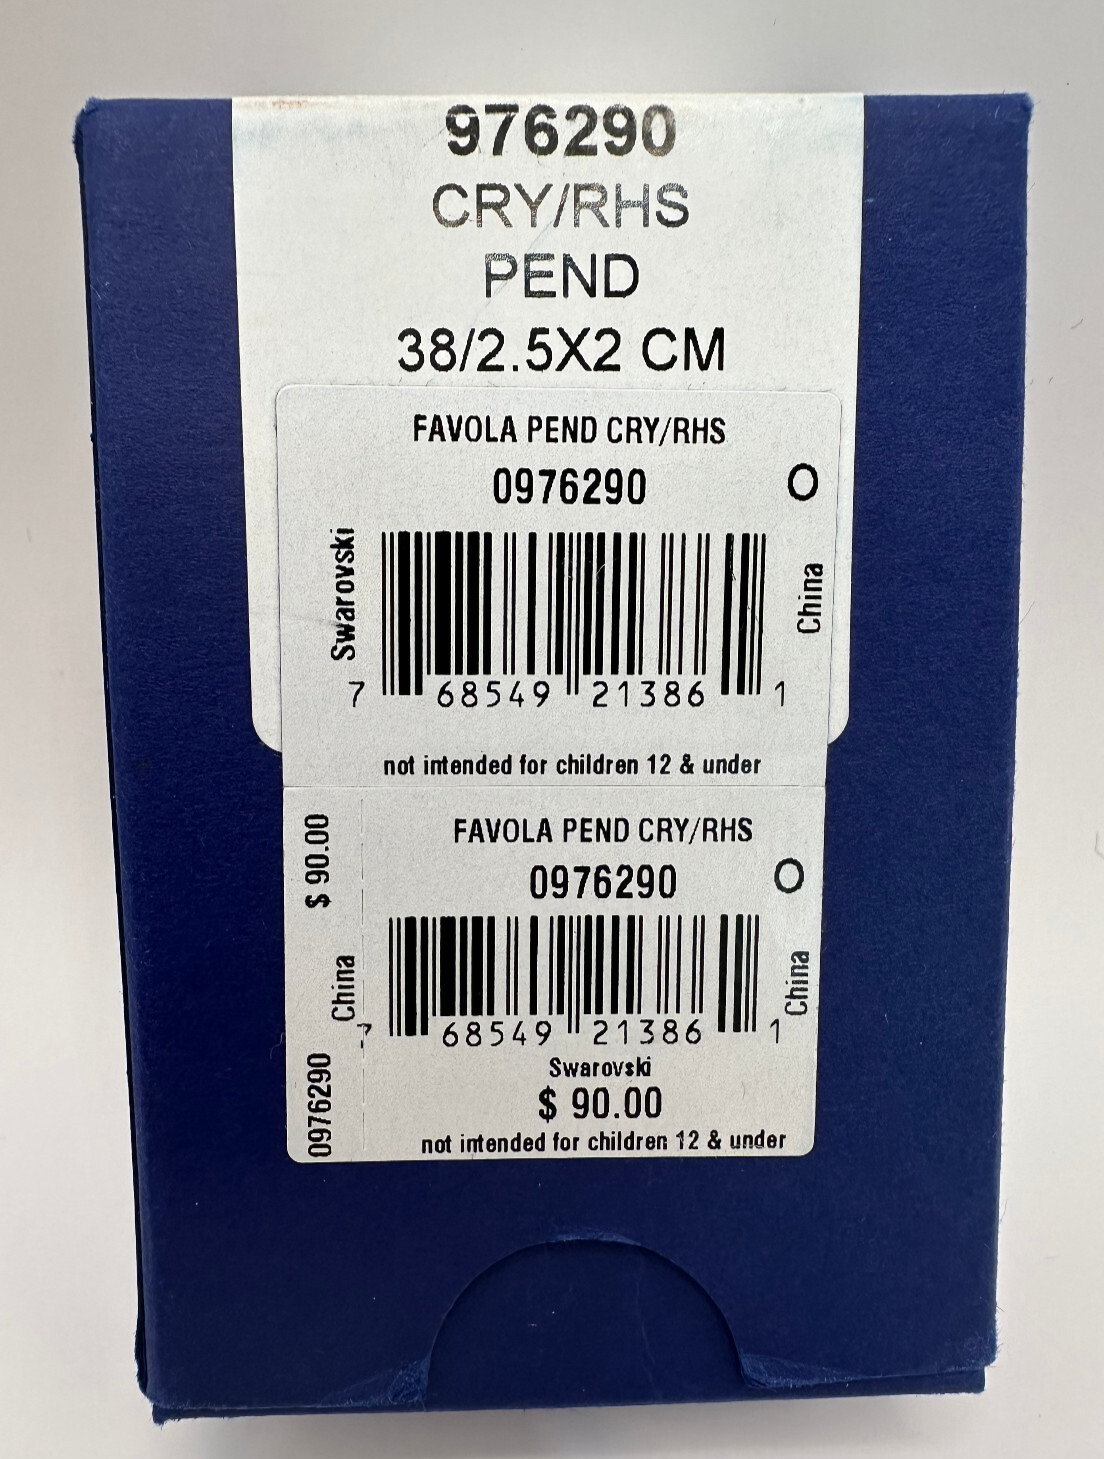 976290
CRY/RHS
PEND
38/2.5X2 CM
FAVOLA PEND CRY/RHS
0976290
O
Swarovski
China
7 68549 21386 1
not intended for children 12 & under
$ 90.00
China
0976290
FAVOLA PEND CRY/RHS
0976290
O
China
7 68549 21386 1
Swarovski
$ 90.00
not intended for children 12 & under